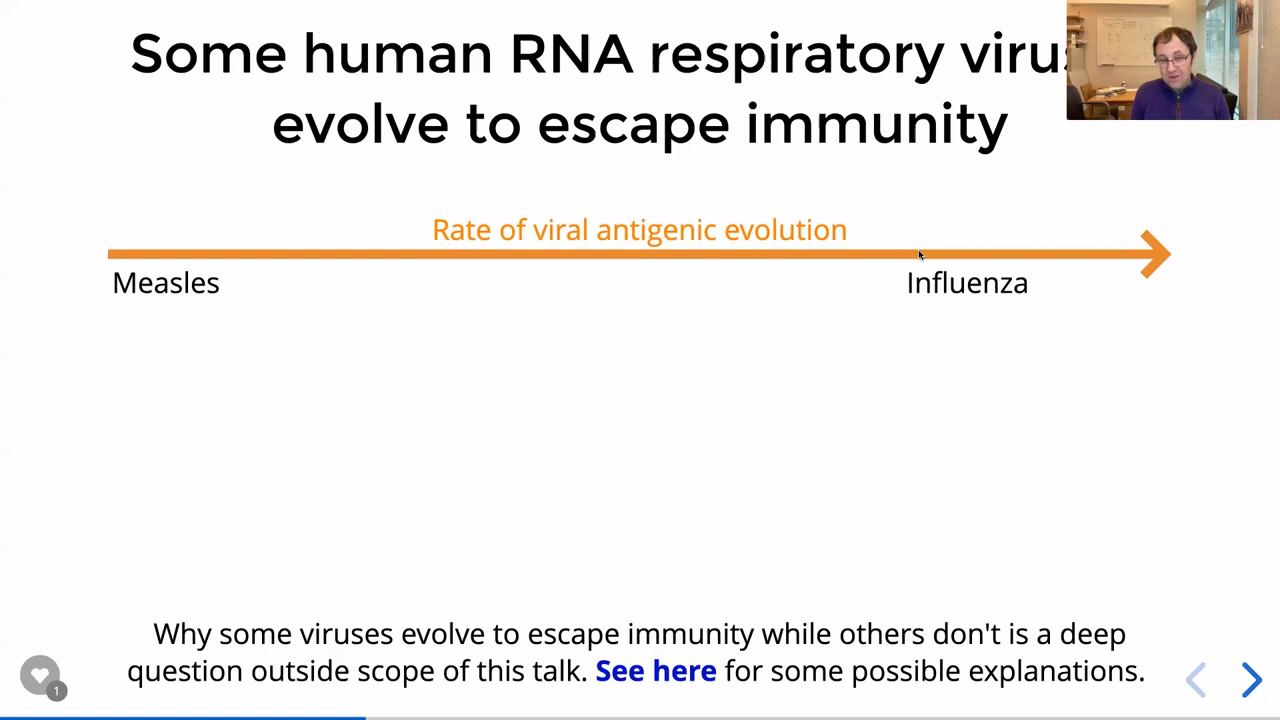 Some human RNA respiratory
evolve to escape immunity
Rate of viral antigenic evolution
Measles
Influenza
Why some viruses evolve to escape immunity while others don't is a deep
question outside scope of this talk. See here for some possible explanations.
1